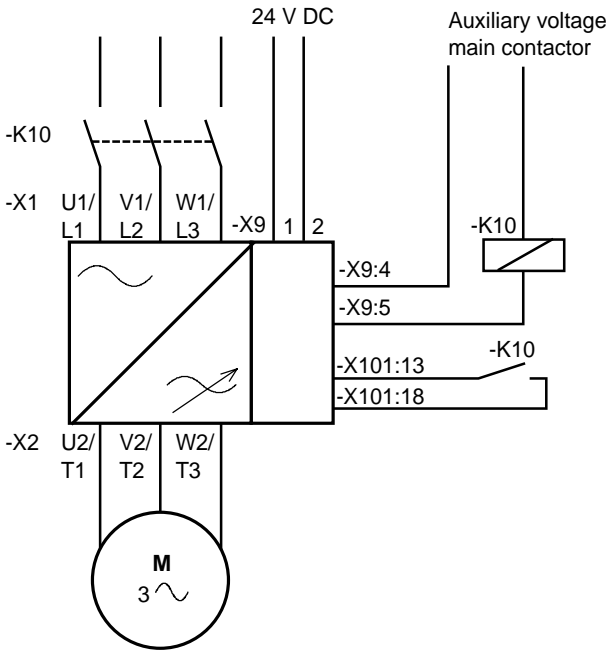 24 V DC
Auxiliary voltage
main contactor
-K10
-X1 U1/ V1/ W1/
L1 L2 L3 -X9 1 2
-K10
-X9:4
-X9:5
-K10
-X101:13
-X101:18
-X2 U2/ V2/ W2/
T1 T2 T3
M
3